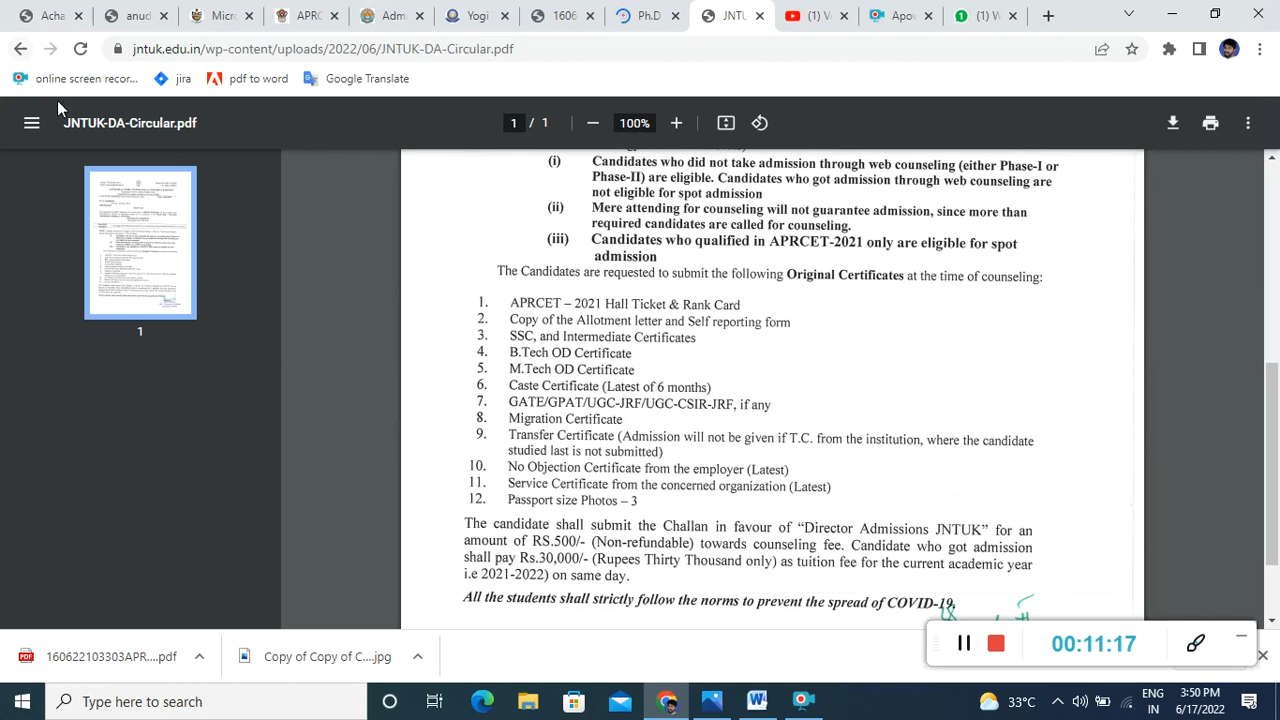 Acha
anud
Micro
APRC
Adm
Yogi
1606
Ph.D
JNTU
(1) V
Apow
(1) W
jntuk.edu.in/wp-content/uploads/2022/06/JNTUK-DA-Circular.pdf
online screen recor...
jira
pdf to word
Google Translate
JNTUK-DA-Circular.pdf
1 / 1
100%
(i) Candidates who did not take admission through web counseling (either Phase-I or
Phase-II) are eligible. Candidates who got admission through web counseling are
not eligible for spot admission
(ii) Mere attending for counseling will not guarantee admission, since more than
required candidates are called for counseling.
(iii) Candidates who qualified in APRCET-2021 only are eligible for spot
admission
The Candidates are requested to submit the following Original Certificates at the time of counseling:
1. APRCET – 2021 Hall Ticket & Rank Card
2. Copy of the Allotment letter and Self reporting form
3. SSC, and Intermediate Certificates
4. B.Tech OD Certificate
5. M.Tech OD Certificate
6. Caste Certificate (Latest of 6 months)
7. GATE/GPAT/UGC-JRF/UGC-CSIR-JRF, if any
8. Migration Certificate
9. Transfer Certificate (Admission will not be given if T.C. from the institution, where the candidate
studied last is not submitted)
10. No Objection Certificate from the employer (Latest)
11. Service Certificate from the concerned organization (Latest)
12. Passport size Photos – 3
The candidate shall submit the Challan in favour of “Director Admissions JNTUK” for an
amount of RS.500/- (Non-refundable) towards counseling fee. Candidate who got admission
shall pay Rs.30,000/- (Rupees Thirty Thousand only) as tuition fee for the current academic year
i.e 2021-2022) on same day.
All the students shall strictly follow the norms to prevent the spread of COVID-19.
1
00:11:17
160622103303APR....pdf
Copy of Copy of c....jpg
Type here to search
33°C
ENG
IN
3:50 PM
6/17/2022